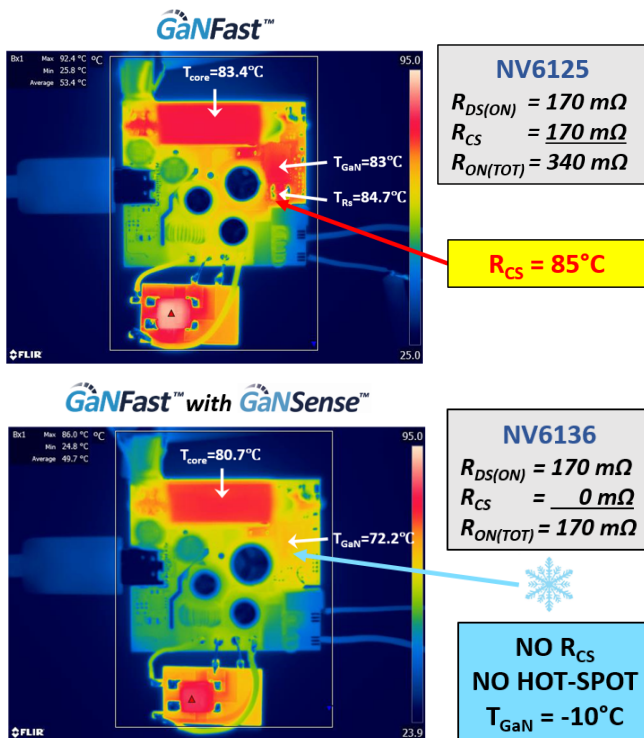 GaNFast™
Bx1 Max 92.4 °C °C
Min 25.8 °C
Average 53.4 °C
95.0
Tcore=83.4℃
TGaN=83℃
TRs=84.7℃
25.0
FLIR
NV6125
RDS(ON) = 170 mΩ
RCS = 170 mΩ
RON(TOT) = 340 mΩ
RCS = 85°C
GaNFast™ with GaNSense™
Bx1 Max 86.0 °C °C
Min 24.8 °C
Average 49.7 °C
95.0
Tcore=80.7℃
TGaN=72.2℃
23.9
FLIR
NV6136
RDS(ON) = 170 mΩ
RCS = 0 mΩ
RON(TOT) = 170 mΩ
NO RCS
NO HOT-SPOT
TGaN = -10°C